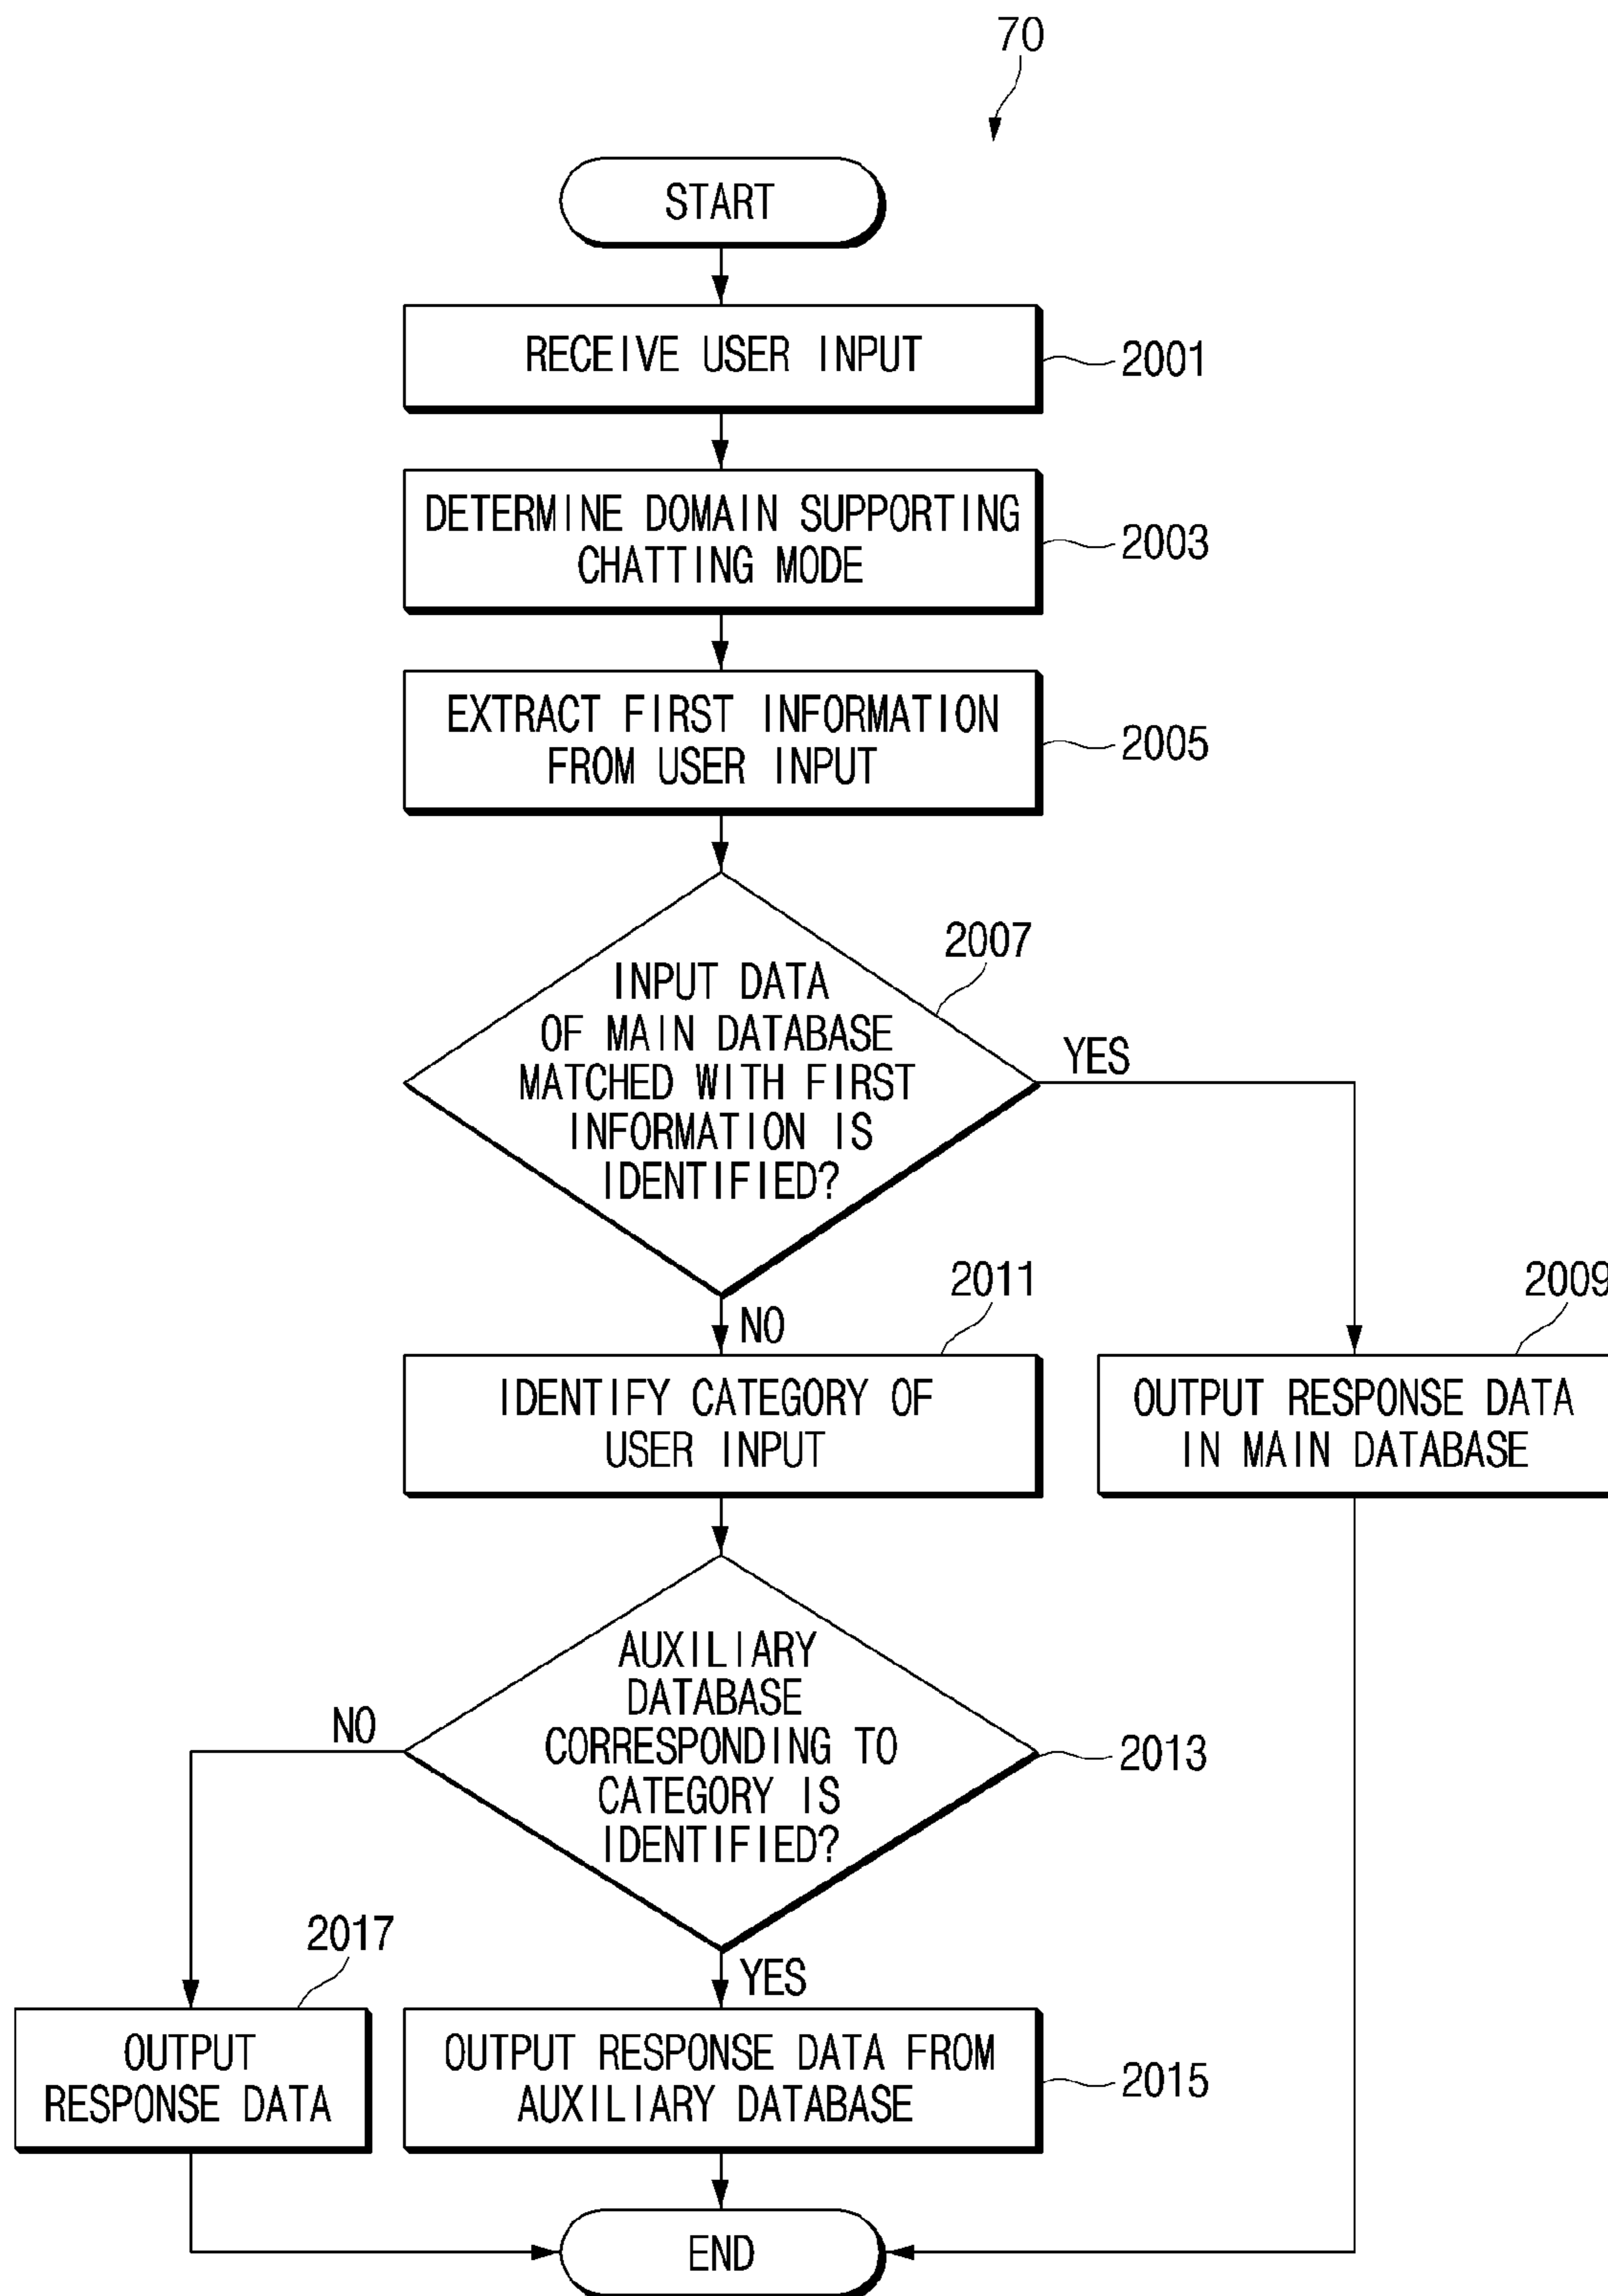 70
START
RECEIVE USER INPUT
2001
DETERMINE DOMAIN SUPPORTING
CHATTING MODE
2003
EXTRACT FIRST INFORMATION
FROM USER INPUT
2005
2007
INPUT DATA
OF MAIN DATABASE
MATCHED WITH FIRST
INFORMATION IS
IDENTIFIED?
YES
NO
2011
IDENTIFY CATEGORY OF
USER INPUT
2009
OUTPUT RESPONSE DATA
IN MAIN DATABASE
AUXILIARY
DATABASE
CORRESPONDING TO
CATEGORY IS
IDENTIFIED?
2013
NO
YES
2017
OUTPUT
RESPONSE DATA
OUTPUT RESPONSE DATA FROM
AUXILIARY DATABASE
2015
END